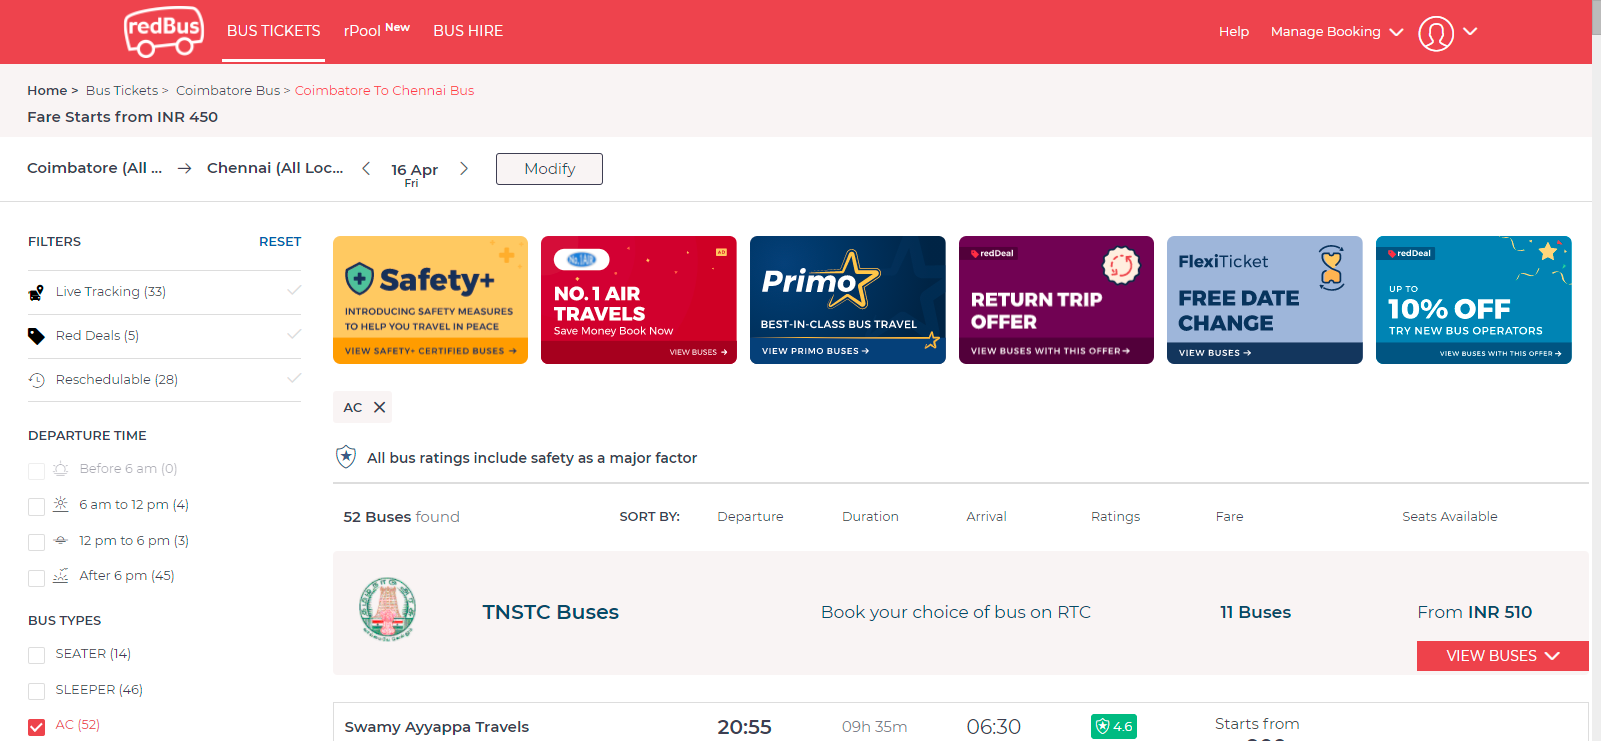 redBus
BUS TICKETS
rPool New
BUS HIRE
Help
Manage Booking
Home > Bus Tickets > Coimbatore Bus > Coimbatore To Chennai Bus
Fare Starts from INR 450
Coimbatore (All ...
Chennai (All Loc...
16 Apr
Fri
Modify
FILTERS
RESET
Live Tracking (33)
Red Deals (5)
Reschedulable (28)
DEPARTURE TIME
Before 6 am (0)
6 am to 12 pm (4)
12 pm to 6 pm (3)
After 6 pm (45)
BUS TYPES
SEATER (14)
SLEEPER (46)
AC (52)
Safety+
INTRODUCING SAFETY MEASURES
TO HELP YOU TRAVEL IN PEACE
VIEW SAFETY+ CERTIFIED BUSES →
No.1AIR
AD
NO. 1 AIR
TRAVELS
Save Money Book Now
VIEW BUSES →
Primo
BEST-IN-CLASS BUS TRAVEL
VIEW PRIMO BUSES →
redDeal
RETURN TRIP
OFFER
VIEW BUSES WITH THIS OFFER →
FlexiTicket
FREE DATE
CHANGE
VIEW BUSES →
redDeal
UP TO
10% OFF
TRY NEW BUS OPERATORS
VIEW BUSES WITH THIS OFFER →
AC
All bus ratings include safety as a major factor
52 Buses found
SORT BY:
Departure
Duration
Arrival
Ratings
Fare
Seats Available
TNSTC Buses
Book your choice of bus on RTC
11 Buses
From INR 510
VIEW BUSES
Swamy Ayyappa Travels
20:55
09h 35m
06:30
4.6
Starts from